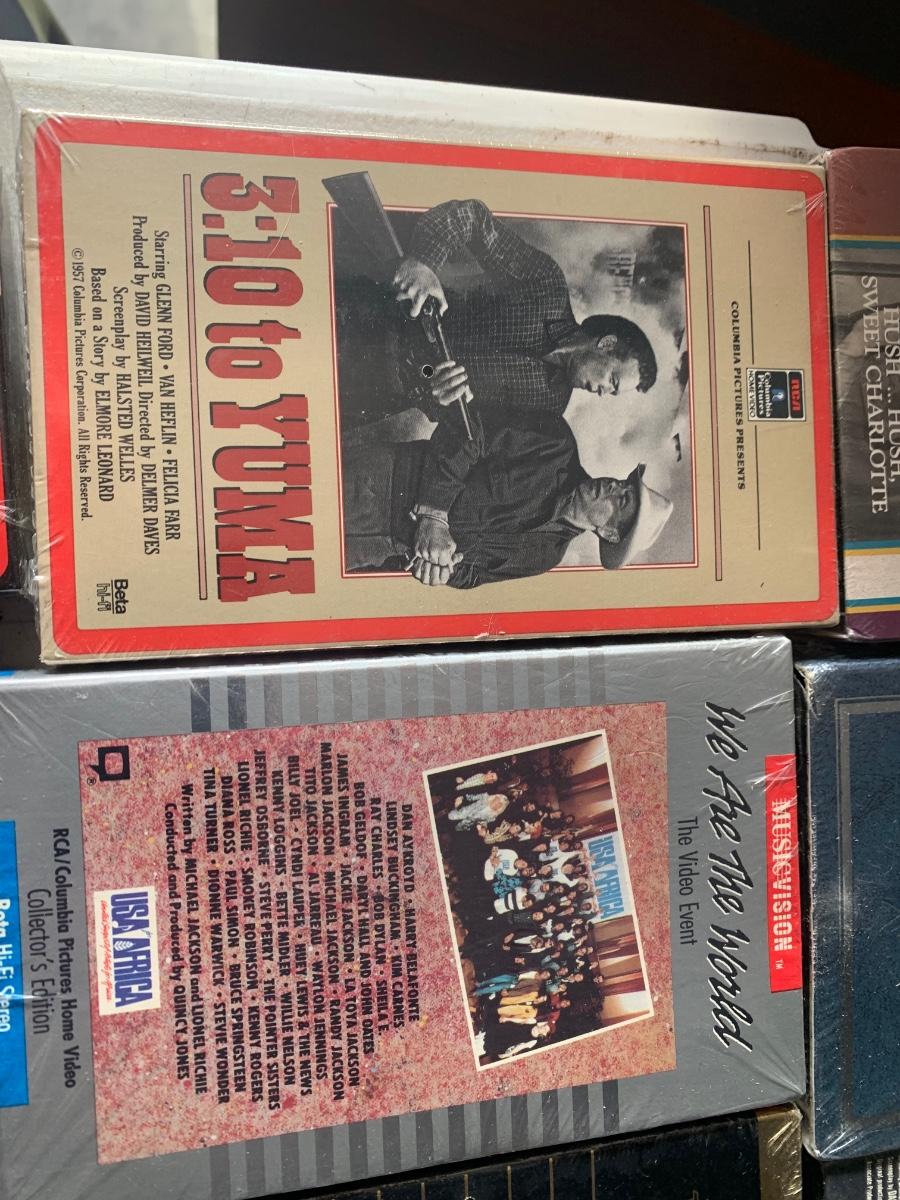 RCA
Columbia
Pictures
HOME VIDEO
COLUMBIA PICTURES PRESENTS
3:10 to YUMA
Starring GLENN FORD • VAN HEFLIN • FELICIA FARR
Produced by DAVID HEILWEIL Directed by DELMER DAVES
Screenplay by HALSTED WELLES
Based on a Story by ELMORE LEONARD
© 1957 Columbia Pictures Corporation. All Rights Reserved.
Beta
hi-fi
HUSH... HUSH,
SWEET CHARLOTTE
MUSICVISION TM
We Are The World
The Video Event
USA AFRICA
DAN AYKROYD • HARRY BELAFONTE
LINDSEY BUCKINGHAM • KIM CARNES
RAY CHARLES • BOB DYLAN • SHEILA E.
BOB GELDOF • DARYL HALL AND JOHN OATES
JAMES INGRAM • JACKIE JACKSON • LA TOYA JACKSON
MARLON JACKSON • MICHAEL JACKSON • RANDY JACKSON
TITO JACKSON • AL JARREAU • WAYLON JENNINGS
BILLY JOEL • CYNDI LAUPER • HUEY LEWIS & THE NEWS
KENNY LOGGINS • BETTE MIDLER • WILLIE NELSON
JEFFREY OSBORNE • STEVE PERRY • THE POINTER SISTERS
LIONEL RICHIE • SMOKEY ROBINSON • KENNY ROGERS
DIANA ROSS • PAUL SIMON • BRUCE SPRINGSTEEN
TINA TURNER • DIONNE WARWICK • STEVIE WONDER
Written by MICHAEL JACKSON and LIONEL RICHIE
Conducted and Produced by QUINCY JONES
USA AFRICA
RCA/Columbia Pictures Home Video
Collector's Edition
Beta Hi-Fi Stereo